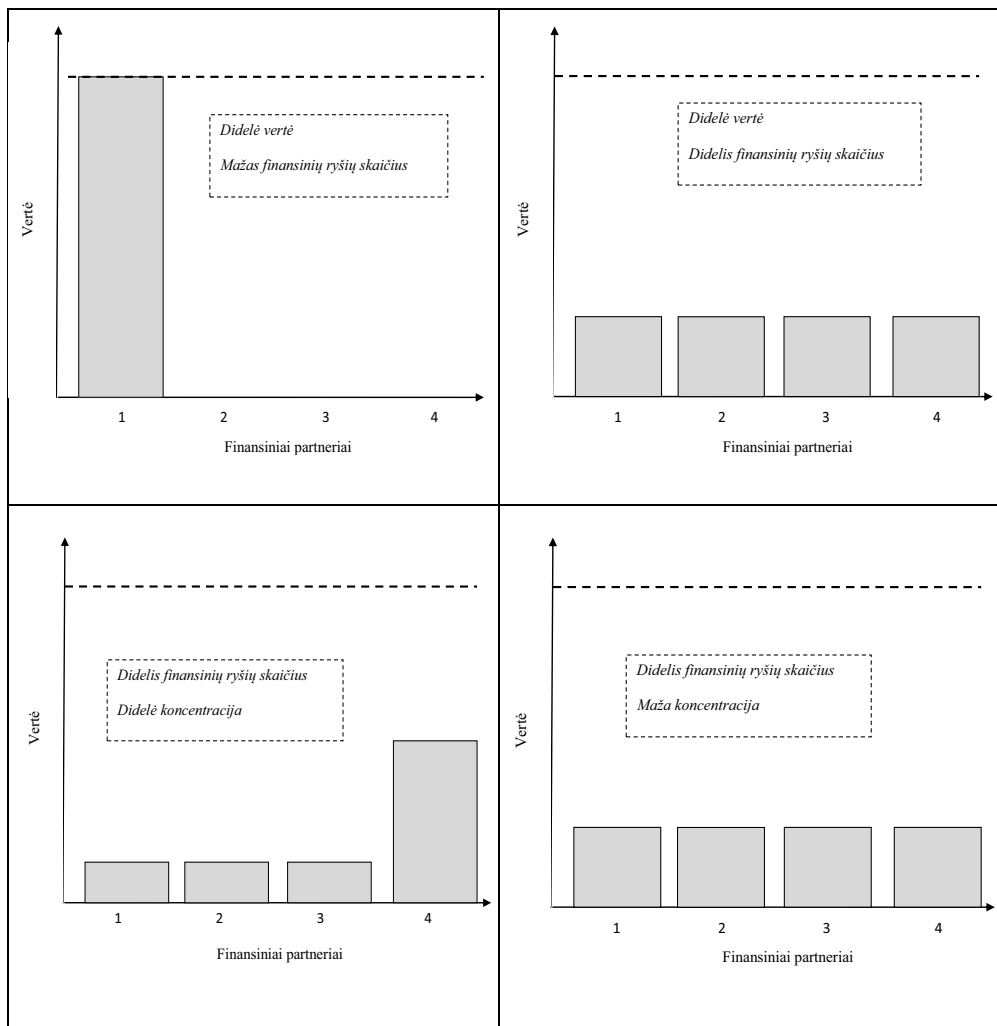 Didelė vertė
Mažas finansinių ryšių skaičius
Vertė
1 2 3 4
Finansiniai partneriai
Didelė vertė
Didelis finansinių ryšių skaičius
Vertė
1 2 3 4
Finansiniai partneriai
Didelis finansinių ryšių skaičius
Didelė koncentracija
Vertė
1 2 3 4
Finansiniai partneriai
Didelis finansinių ryšių skaičius
Maža koncentracija
Vertė
1 2 3 4
Finansiniai partneriai